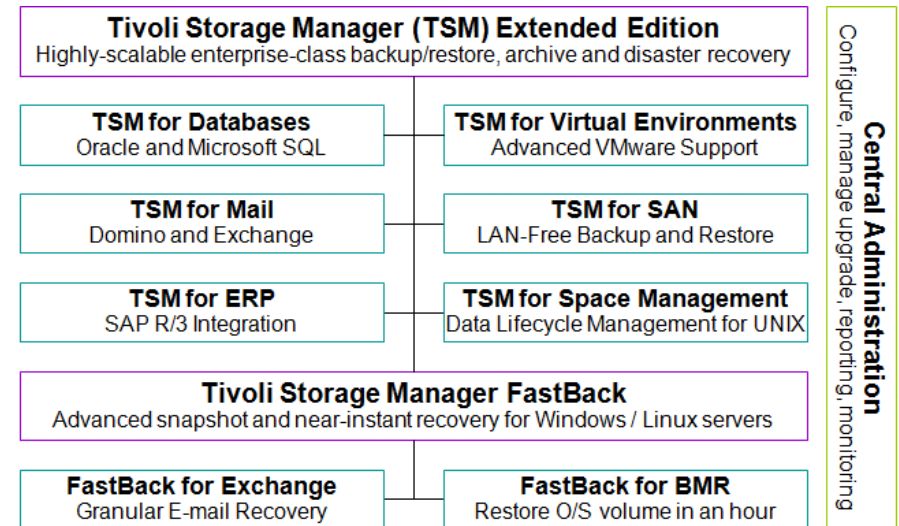 Tivoli Storage Manager (TSM) Extended Edition
Highly-scalable enterprise-class backup/restore, archive and disaster recovery
TSM for Databases
Oracle and Microsoft SQL
TSM for Virtual Environments
Advanced VMware Support
TSM for Mail
Domino and Exchange
TSM for SAN
LAN-Free Backup and Restore
TSM for ERP
SAP R/3 Integration
TSM for Space Management
Data Lifecycle Management for UNIX
Tivoli Storage Manager FastBack
Advanced snapshot and near-instant recovery for Windows / Linux servers
FastBack for Exchange
Granular E-mail Recovery
FastBack for BMR
Restore O/S volume in an hour
Central Administration
Configure, manage upgrade, reporting, monitoring